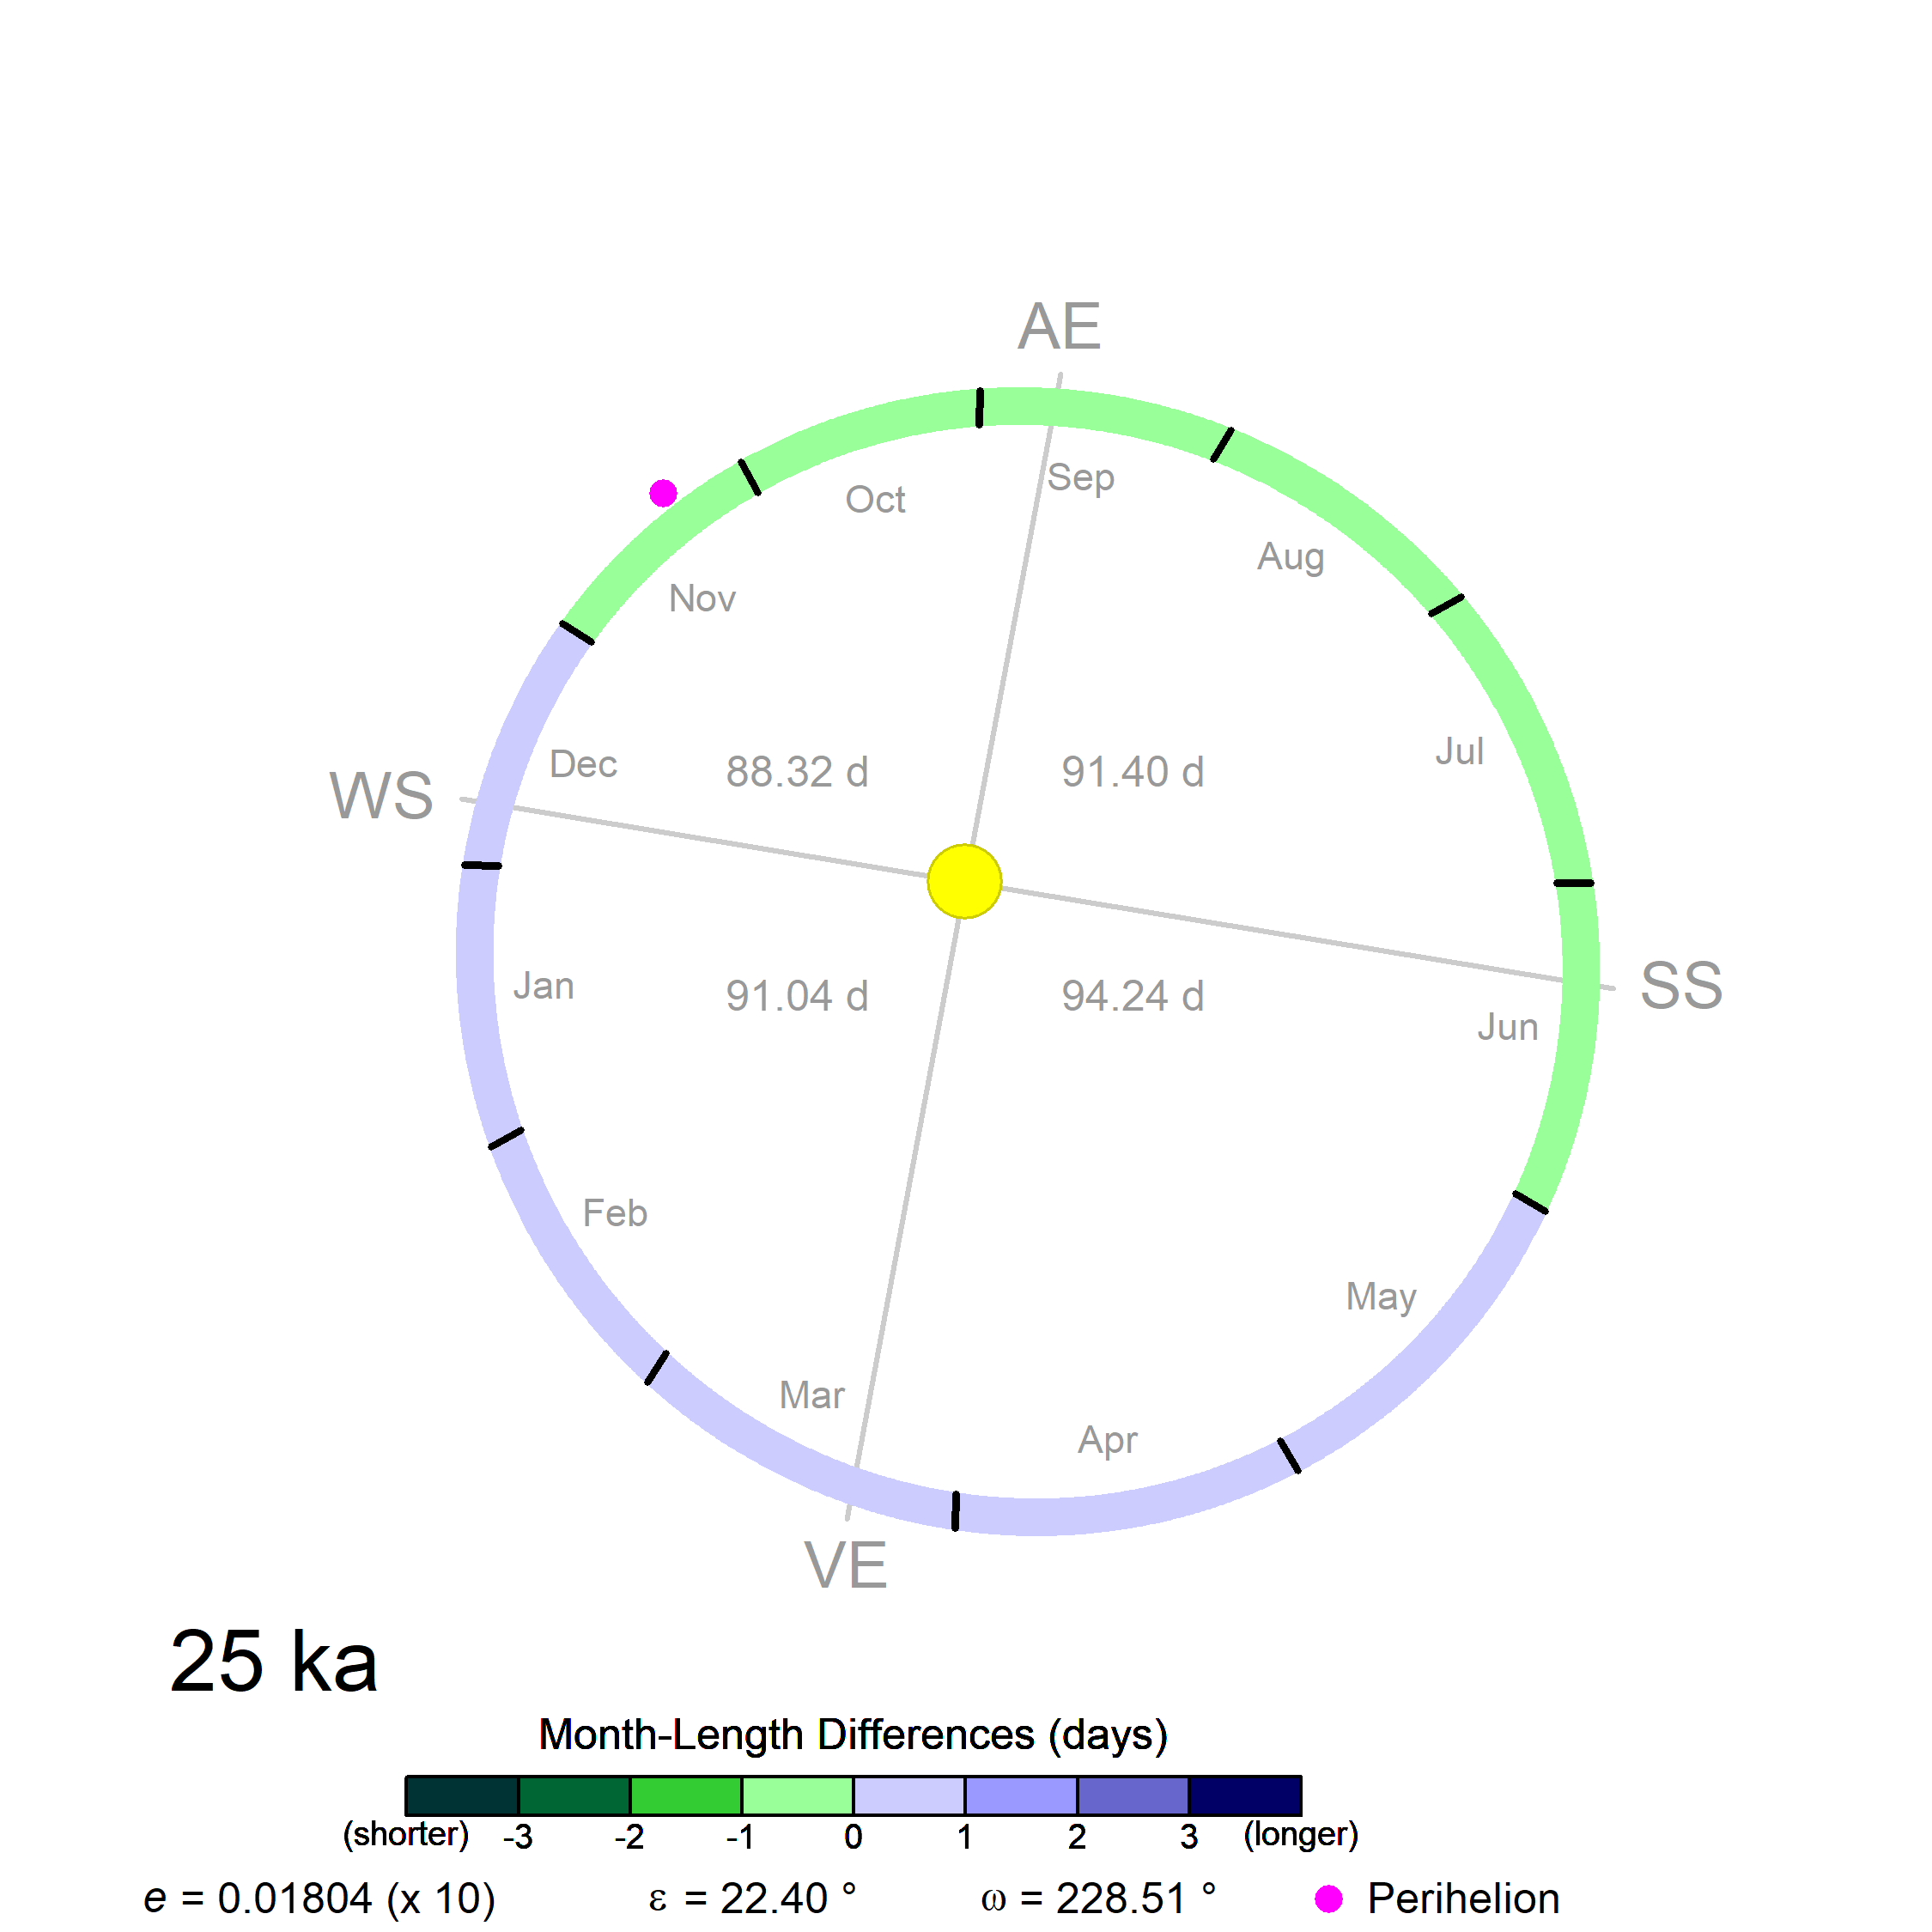 AE
Sep
Oct
Aug
Nov
Jul
Dec
88.32 d
91.40 d
WS
SS
Jan
91.04 d
94.24 d
Jun
Feb
May
Mar
Apr
VE
25 ka
Month-Length Differences (days)
(shorter) -3 -2 -1 0 1 2 3 (longer)
e = 0.01804 (x 10) ε = 22.40 ° ω = 228.51 ° Perihelion